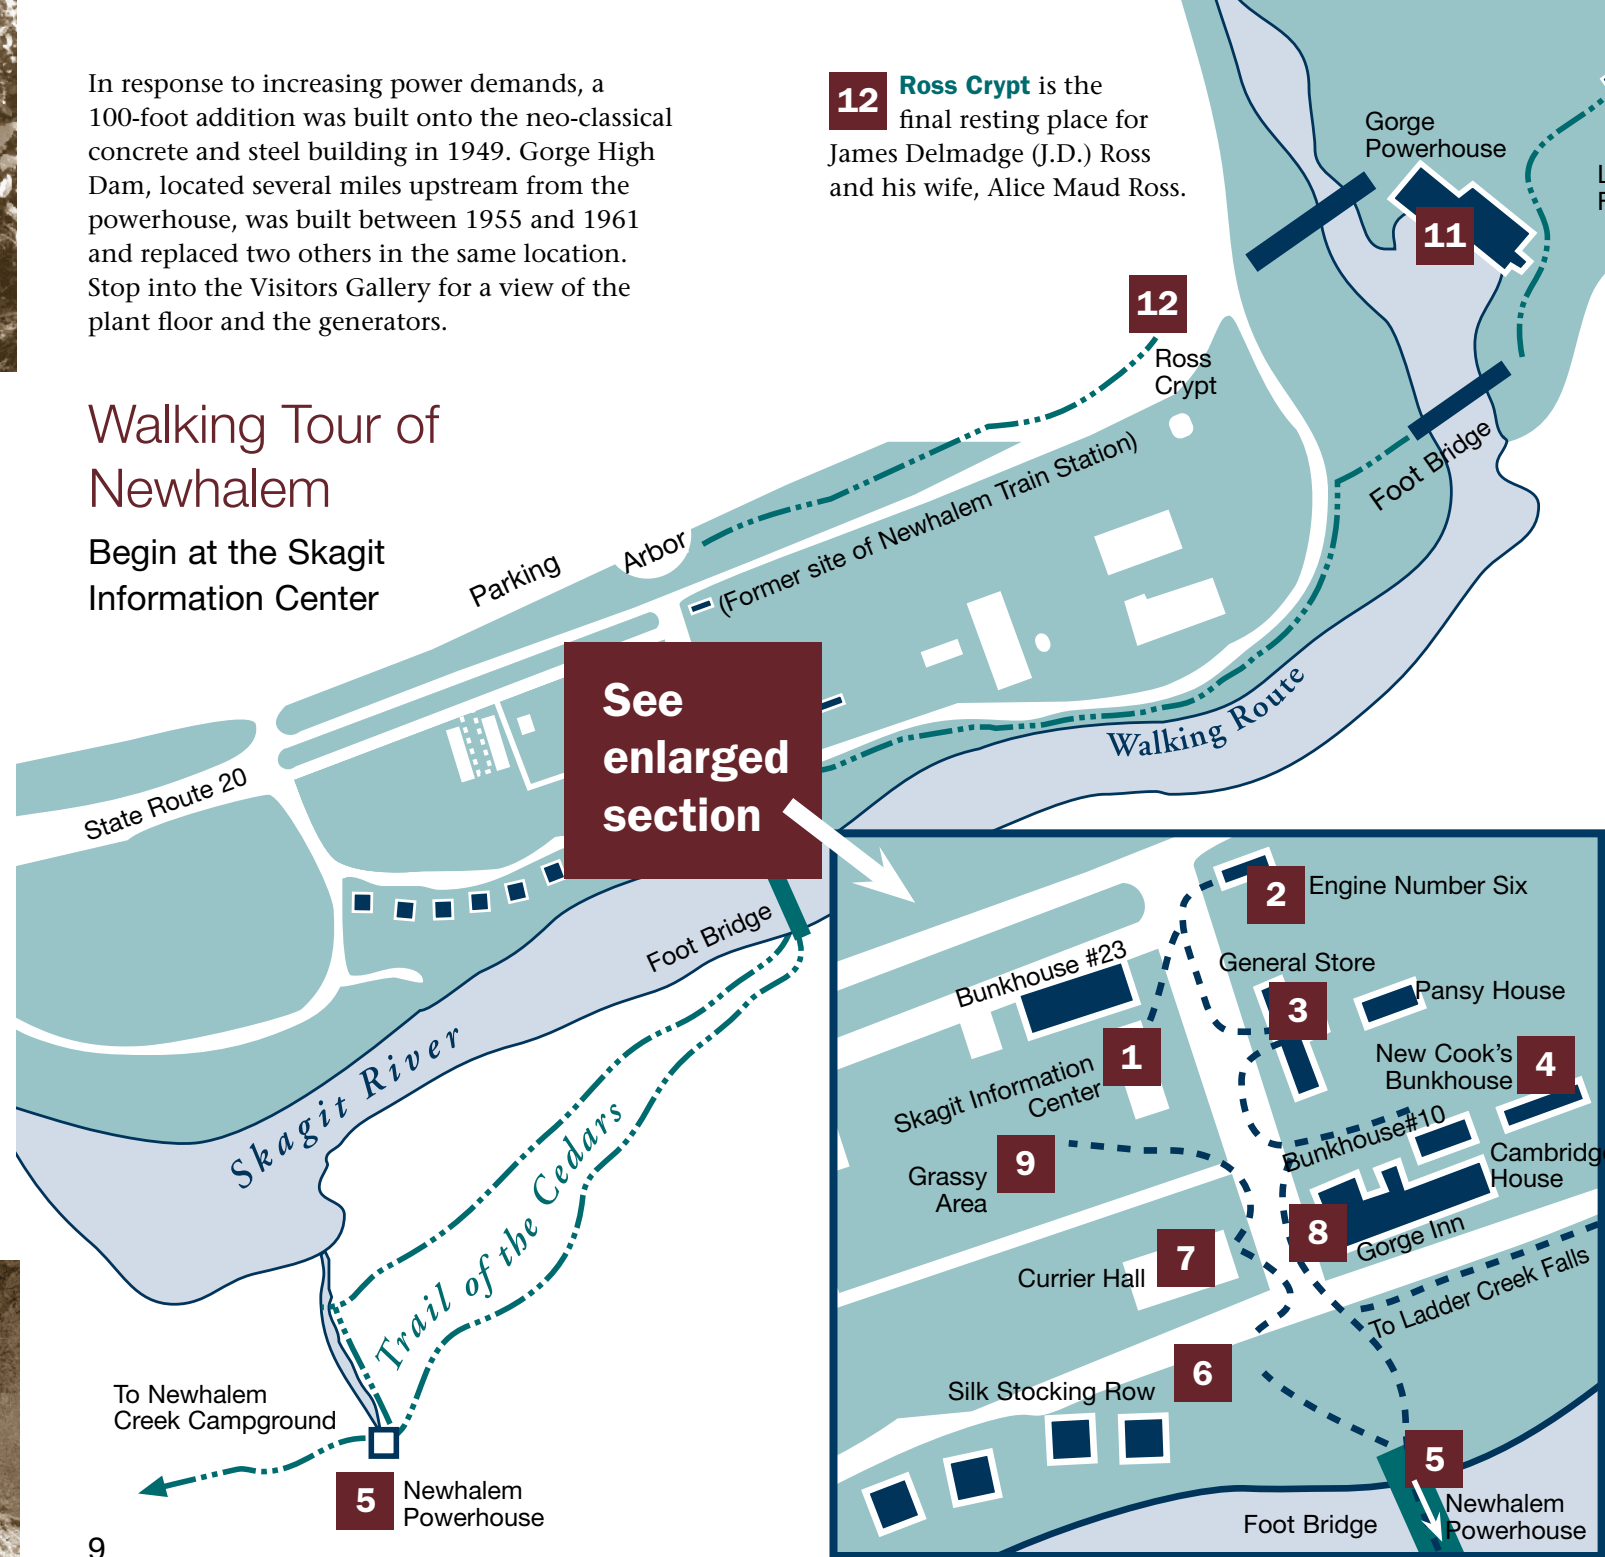 In response to increasing power demands, a
100-foot addition was built onto the neo-classical
concrete and steel building in 1949. Gorge High
Dam, located several miles upstream from the
powerhouse, was built between 1955 and 1961
and replaced two others in the same location.
Stop into the Visitors Gallery for a view of the
plant floor and the generators.
12 Ross Crypt is the
final resting place for
James Delmadge (J.D.) Ross
and his wife, Alice Maud Ross.
Walking Tour of
Newhalem
Begin at the Skagit
Information Center
Gorge
Powerhouse
11
12
Ross
Crypt
Foot Bridge
(Former site of Newhalem Train Station)
Arbor
Parking
Walking Route
State Route 20
See
enlarged
section
Foot Bridge
Skagit River
Trail of the Cedars
To Newhalem
Creek Campground
5
Newhalem
Powerhouse
2
Engine Number Six
Bunkhouse #23
General Store
3
Pansy House
1
Skagit Information
Center
New Cook's
Bunkhouse
4
Bunkhouse#10
9
Grassy
Area
Cambridg
House
8
Gorge Inn
7
Currier Hall
To Ladder Creek Falls
6
Silk Stocking Row
5
Newhalem
Powerhouse
Foot Bridge
9